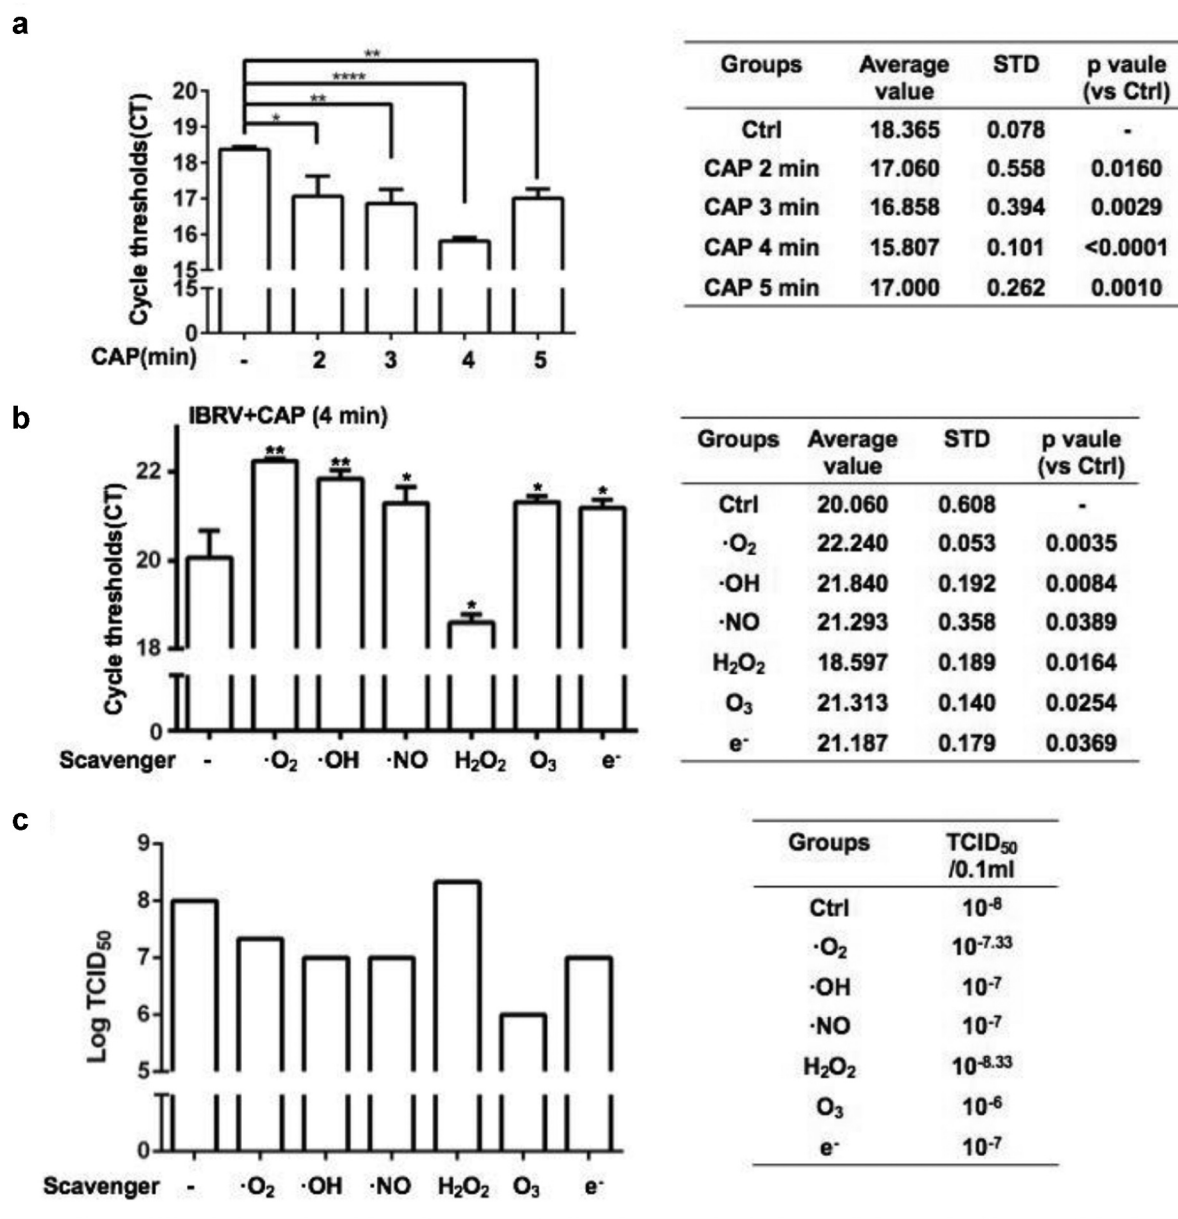 a
**
****
**
*
Cycle thresholds(CT)
20
19
18
17
16
15
15
0
CAP(min) - 2 3 4 5
Groups Average value STD p vaule (vs Ctrl)
Ctrl 18.365 0.078 -
CAP 2 min 17.060 0.558 0.0160
CAP 3 min 16.858 0.394 0.0029
CAP 4 min 15.807 0.101 <0.0001
CAP 5 min 17.000 0.262 0.0010
b
IBRV+CAP (4 min)
Cycle thresholds(CT)
22
20
18
0
** ** * * * *
Scavenger - ·O₂ ·OH ·NO H₂O₂ O₃ e⁻
Groups Average value STD p vaule (vs Ctrl)
Ctrl 20.060 0.608 -
·O₂ 22.240 0.053 0.0035
·OH 21.840 0.192 0.0084
·NO 21.293 0.358 0.0389
H₂O₂ 18.597 0.189 0.0164
O₃ 21.313 0.140 0.0254
e⁻ 21.187 0.179 0.0369
c
Log TCID₅₀
9
8
7
6
5
0
Scavenger - ·O₂ ·OH ·NO H₂O₂ O₃ e⁻
Groups TCID₅₀ /0.1ml
Ctrl 10⁻⁸
·O₂ 10⁻⁷·³³
·OH 10⁻⁷
·NO 10⁻⁷
H₂O₂ 10⁻⁸·³³
O₃ 10⁻⁶
e⁻ 10⁻⁷